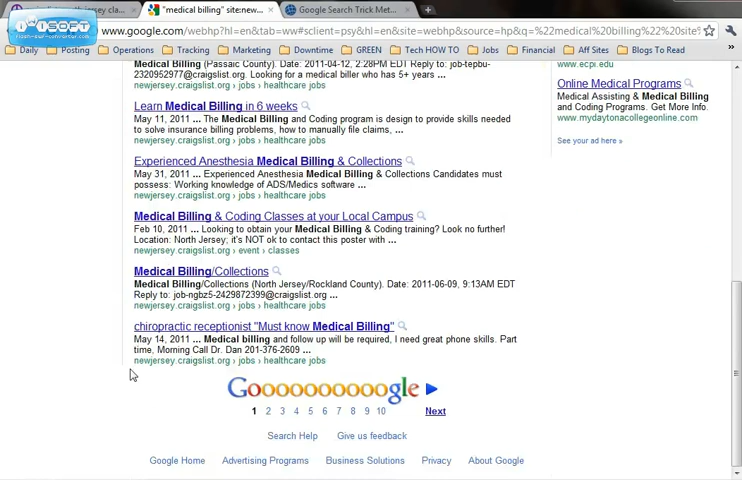 iWiSOFT
flash-swf-converter.com
"medical billing" site:new...
Google Search Trick Met...
www.google.com/webhp?hl=en&tab=ww#sclient=psy&hl=en&site=webhp&source=hp&q=%22medical%20billing%22%20site%
Daily Posting Operations Tracking Marketing Downtime GREEN Tech HOW TO Jobs Financial Aff Sites Blogs To Read
Medical Billing (Passaic County). Date: 2011-04-12, 2:28PM EDT Reply to: job-tepbu-
2320952977@craigslist.org. Looking for a medical biller who has 5+ years ...
newjersey.craigslist.org › jobs › healthcare jobs
Learn Medical Billing in 6 weeks
May 11, 2011 ... The Medical Billing and Coding program is design to provide skills needed
to solve insurance billing problems, how to manually file claims, ...
newjersey.craigslist.org › jobs › healthcare jobs
Experienced Anesthesia Medical Billing & Collections
May 31, 2011 ... Experienced Anesthesia Medical Billing & Collections Candidates must
possess: Working knowledge of ADS/Medics software ...
newjersey.craigslist.org › jobs › healthcare jobs
Medical Billing & Coding Classes at your Local Campus
Feb 10, 2011 ... Looking to obtain your Medical Billing & Coding training? Look no further!
Location: North Jersey; it's NOT ok to contact this poster with ...
newjersey.craigslist.org › event › classes
Medical Billing/Collections
Medical Billing/Collections (North Jersey/Rockland County). Date: 2011-06-09, 9:13AM EDT
Reply to: job-ngbz5-2429872399@craigslist.org ...
newjersey.craigslist.org › jobs › healthcare jobs
chiropractic receptionist "Must know Medical Billing"
May 14, 2011 ... Medical billing and follow up will be required, I need great phone skills. Part
time, Morning Call Dr. Dan 201-376-2609 ...
newjersey.craigslist.org › jobs › healthcare jobs
www.ecpi.edu
Online Medical Programs
Medical Assisting & Medical Billing
and Coding Programs. Get More Info.
www.mydaytonacollegeonline.com
See your ad here »
Goooooooooogle
1 2 3 4 5 6 7 8 9 10 Next
Search Help Give us feedback
Google Home Advertising Programs Business Solutions Privacy About Google